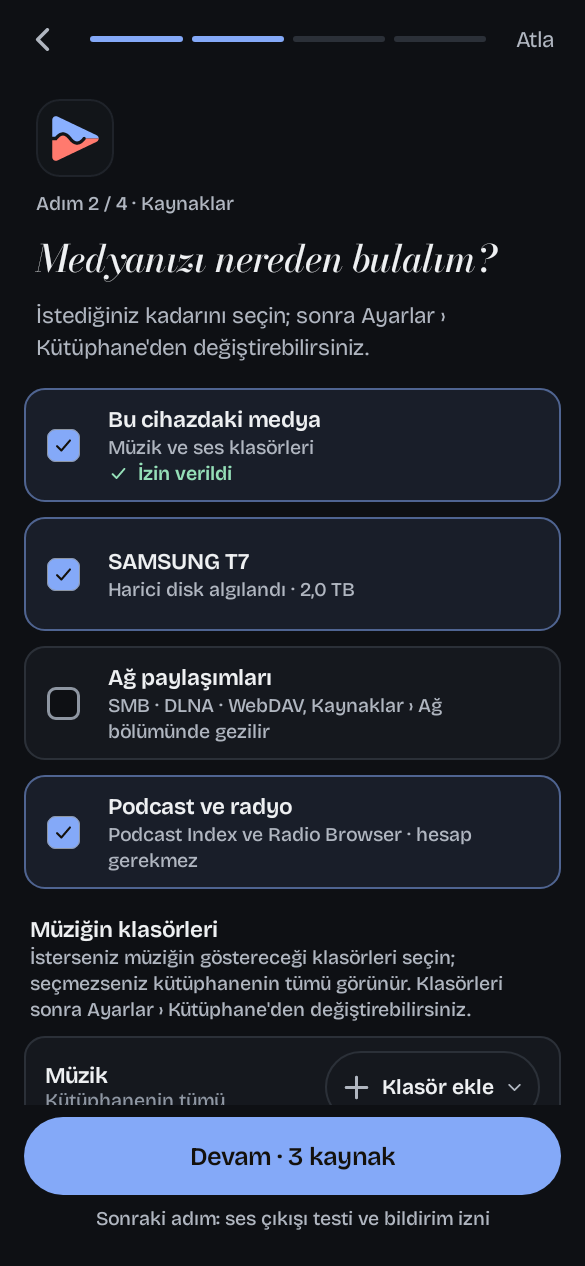 Atla
Adım 2 / 4 · Kaynaklar
Medyanızı nereden bulalım?
İstediğiniz kadarını seçin; sonra Ayarlar ›
Kütüphane'den değiştirebilirsiniz.
Bu cihazdaki medya
Müzik ve ses klasörleri
İzin verildi
SAMSUNG T7
Harici disk algılandı · 2,0 TB
Ağ paylaşımları
SMB · DLNA · WebDAV, Kaynaklar › Ağ
bölümünde gezilir
Podcast ve radyo
Podcast Index ve Radio Browser · hesap
gerekmez
Müziğin klasörleri
İsterseniz müziğin göstereceği klasörleri seçin;
seçmezseniz kütüphanenin tümü görünür. Klasörleri
sonra Ayarlar › Kütüphane'den değiştirebilirsiniz.
Müzik
Kütüphanenin tümü
Klasör ekle
Devam · 3 kaynak
Sonraki adım: ses çıkışı testi ve bildirim izni